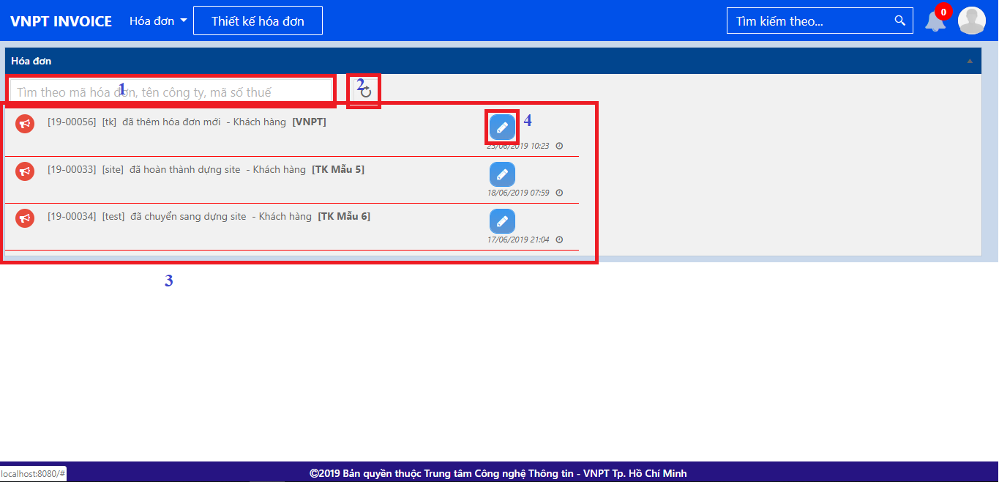 VNPT INVOICE Hóa đơn Thiết kế hóa đơn Tìm kiếm theo... 0
Hóa đơn
Tìm theo mã hóa đơn, tên công ty, mã số thuế 1 2
[19-00056] [tk] đã thêm hóa đơn mới - Khách hàng [VNPT] 4
23/06/2019 10:23
[19-00033] [site] đã hoàn thành dựng site - Khách hàng [TK Mẫu 5]
18/06/2019 07:59
[19-00034] [test] đã chuyển sang dựng site - Khách hàng [TK Mẫu 6]
17/06/2019 21:04
3
localhost:8080/# ©2019 Bản quyền thuộc Trung tâm Công nghệ Thông tin - VNPT Tp. Hồ Chí Minh